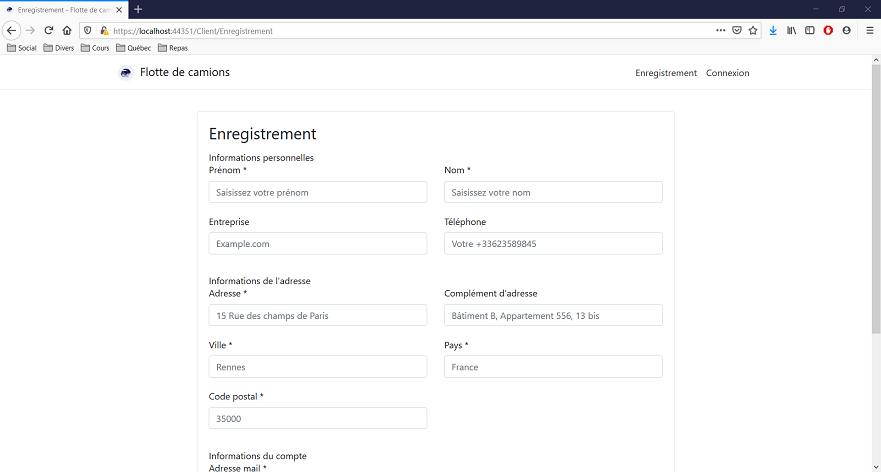 Enregistrement - Flotte de cam
https://localhost:44351/Client/Enregistrement
Social Divers Cours Québec Repas
Flotte de camions Enregistrement Connexion
Enregistrement
Informations personnelles
Prénom * Nom *
Saisissez votre prénom Saisissez votre nom
Entreprise Téléphone
Example.com Votre +33623589845
Informations de l'adresse
Adresse * Complément d'adresse
15 Rue des champs de Paris Bâtiment B, Appartement 556, 13 bis
Ville * Pays *
Rennes France
Code postal *
35000
Informations du compte
Adresse mail *